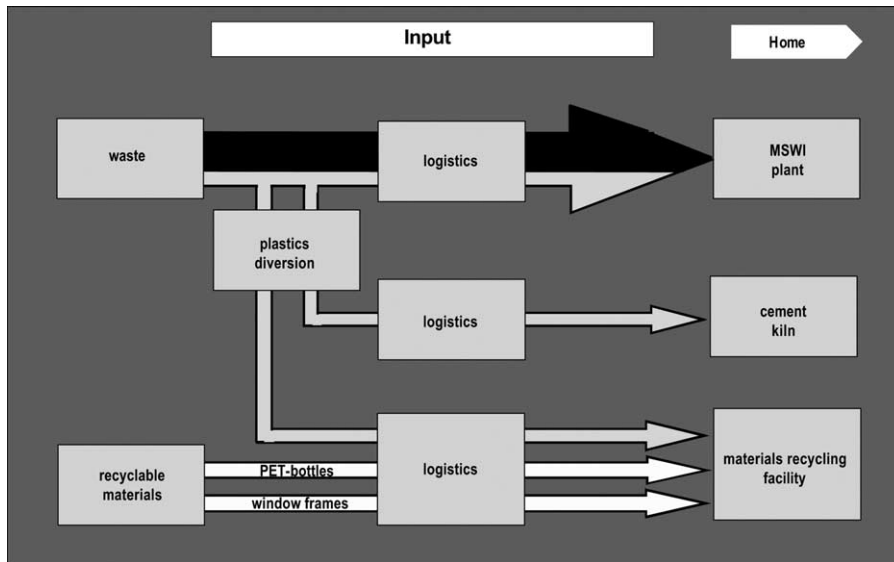 Input
Home
waste
logistics
MSWI
plant
plastics
diversion
logistics
cement
kiln
recyclable
materials
PET-bottles
window frames
logistics
materials recycling
facility